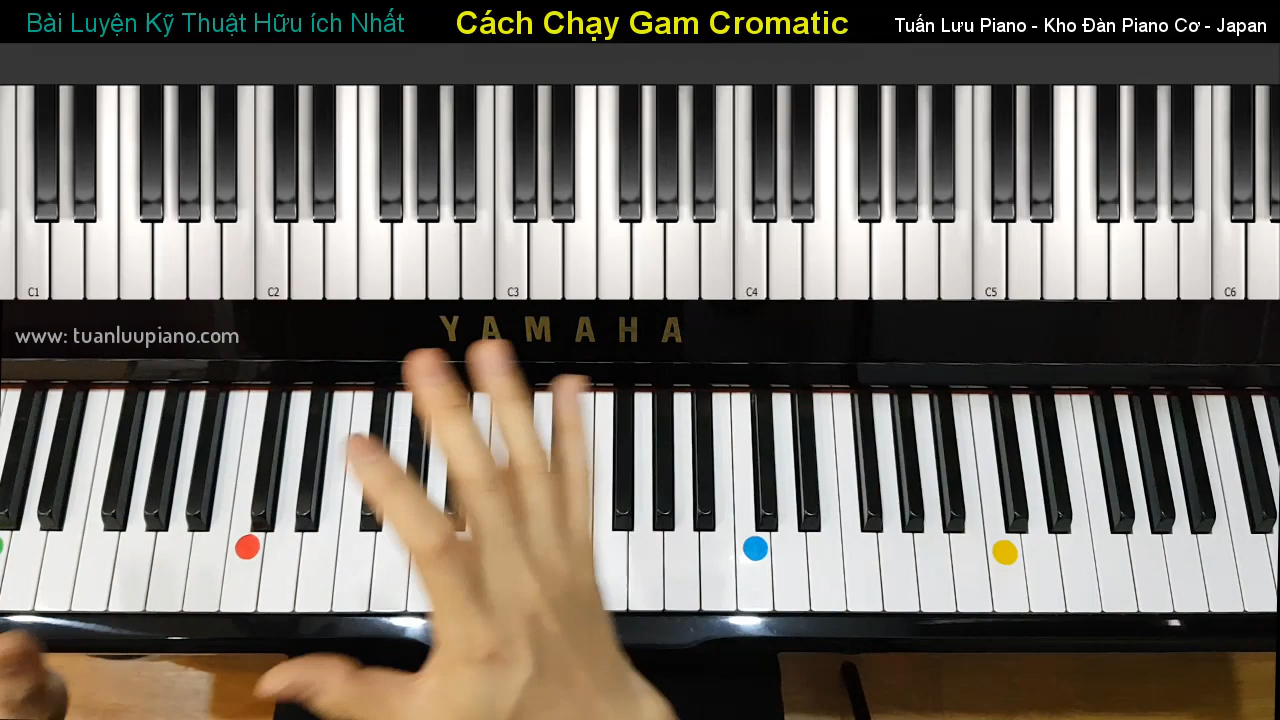 Bài Luyện Kỹ Thuật Hữu ích Nhất
Cách Chạy Gam Cromatic
Tuấn Lưu Piano - Kho Đàn Piano Cơ - Japan
C1 C2 C3 C4 C5 C6
www: tuanluupiano.com
YAMAHA